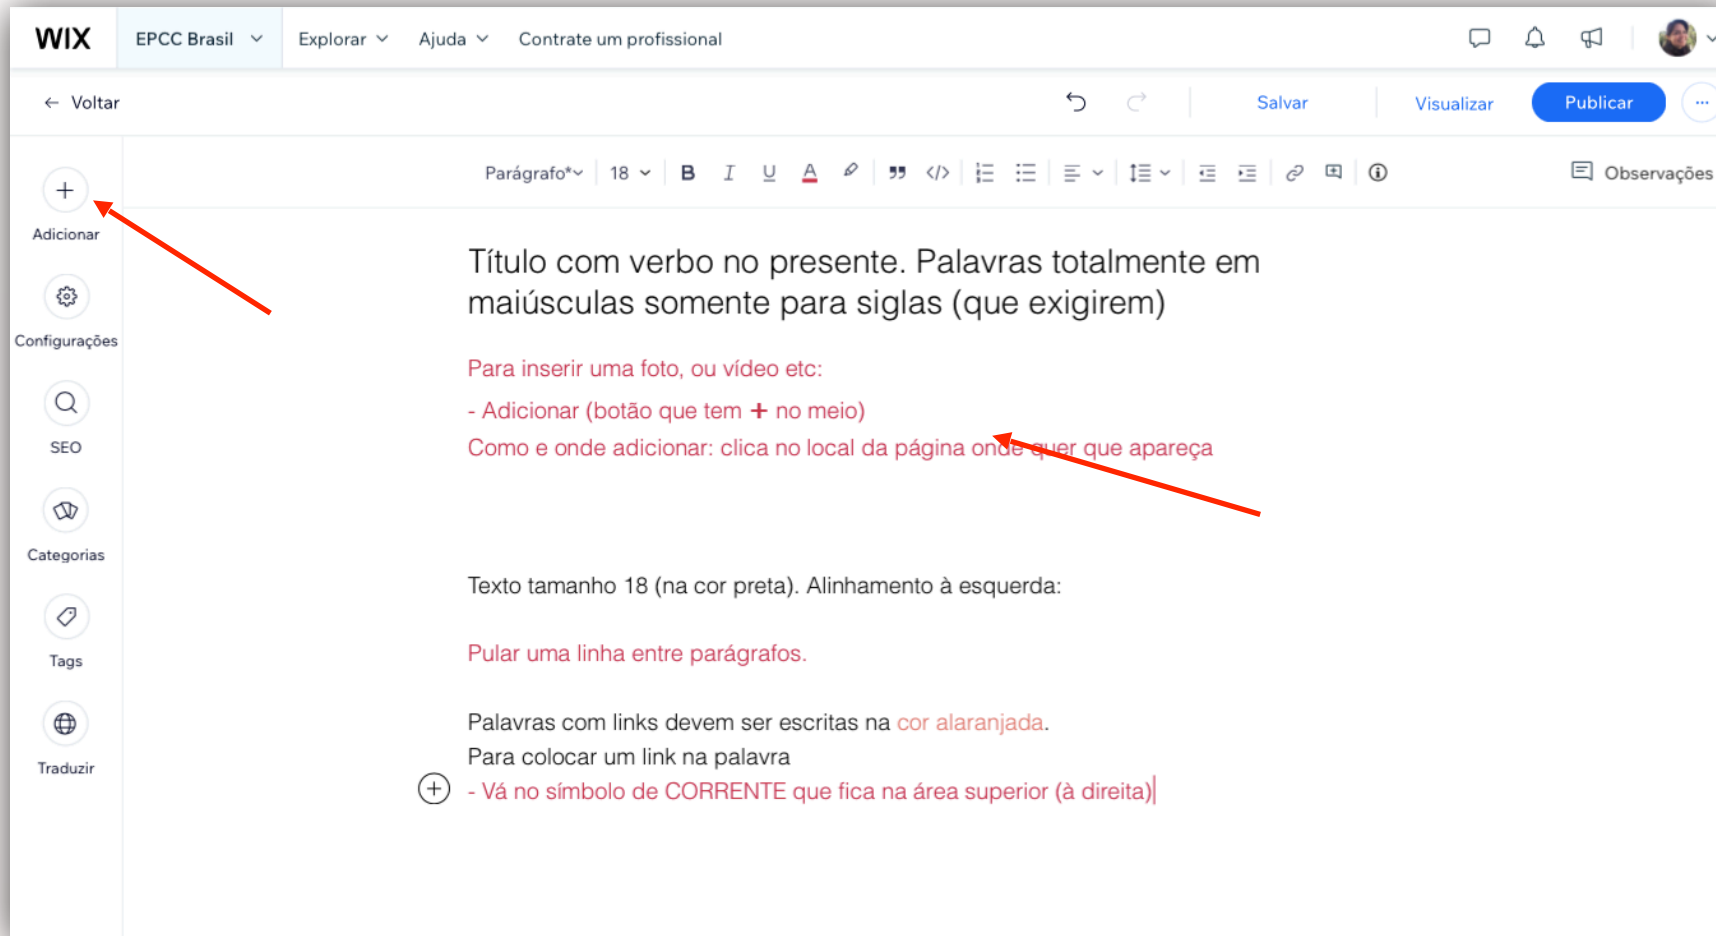 WIX EPCC Brasil Explorar Ajuda Contrate um profissional
Voltar Salvar Visualizar Publicar
Parágrafo* 18 B I U A Observações
Adicionar
Configurações
SEO
Categorias
Tags
Traduzir
Título com verbo no presente. Palavras totalmente em
maiúsculas somente para siglas (que exigirem)
Para inserir uma foto, ou vídeo etc:
- Adicionar (botão que tem + no meio)
Como e onde adicionar: clica no local da página onde quer que apareça
Texto tamanho 18 (na cor preta). Alinhamento à esquerda:
Pular uma linha entre parágrafos.
Palavras com links devem ser escritas na cor alaranjada.
Para colocar um link na palavra
- Vá no símbolo de CORRENTE que fica na área superior (à direita)